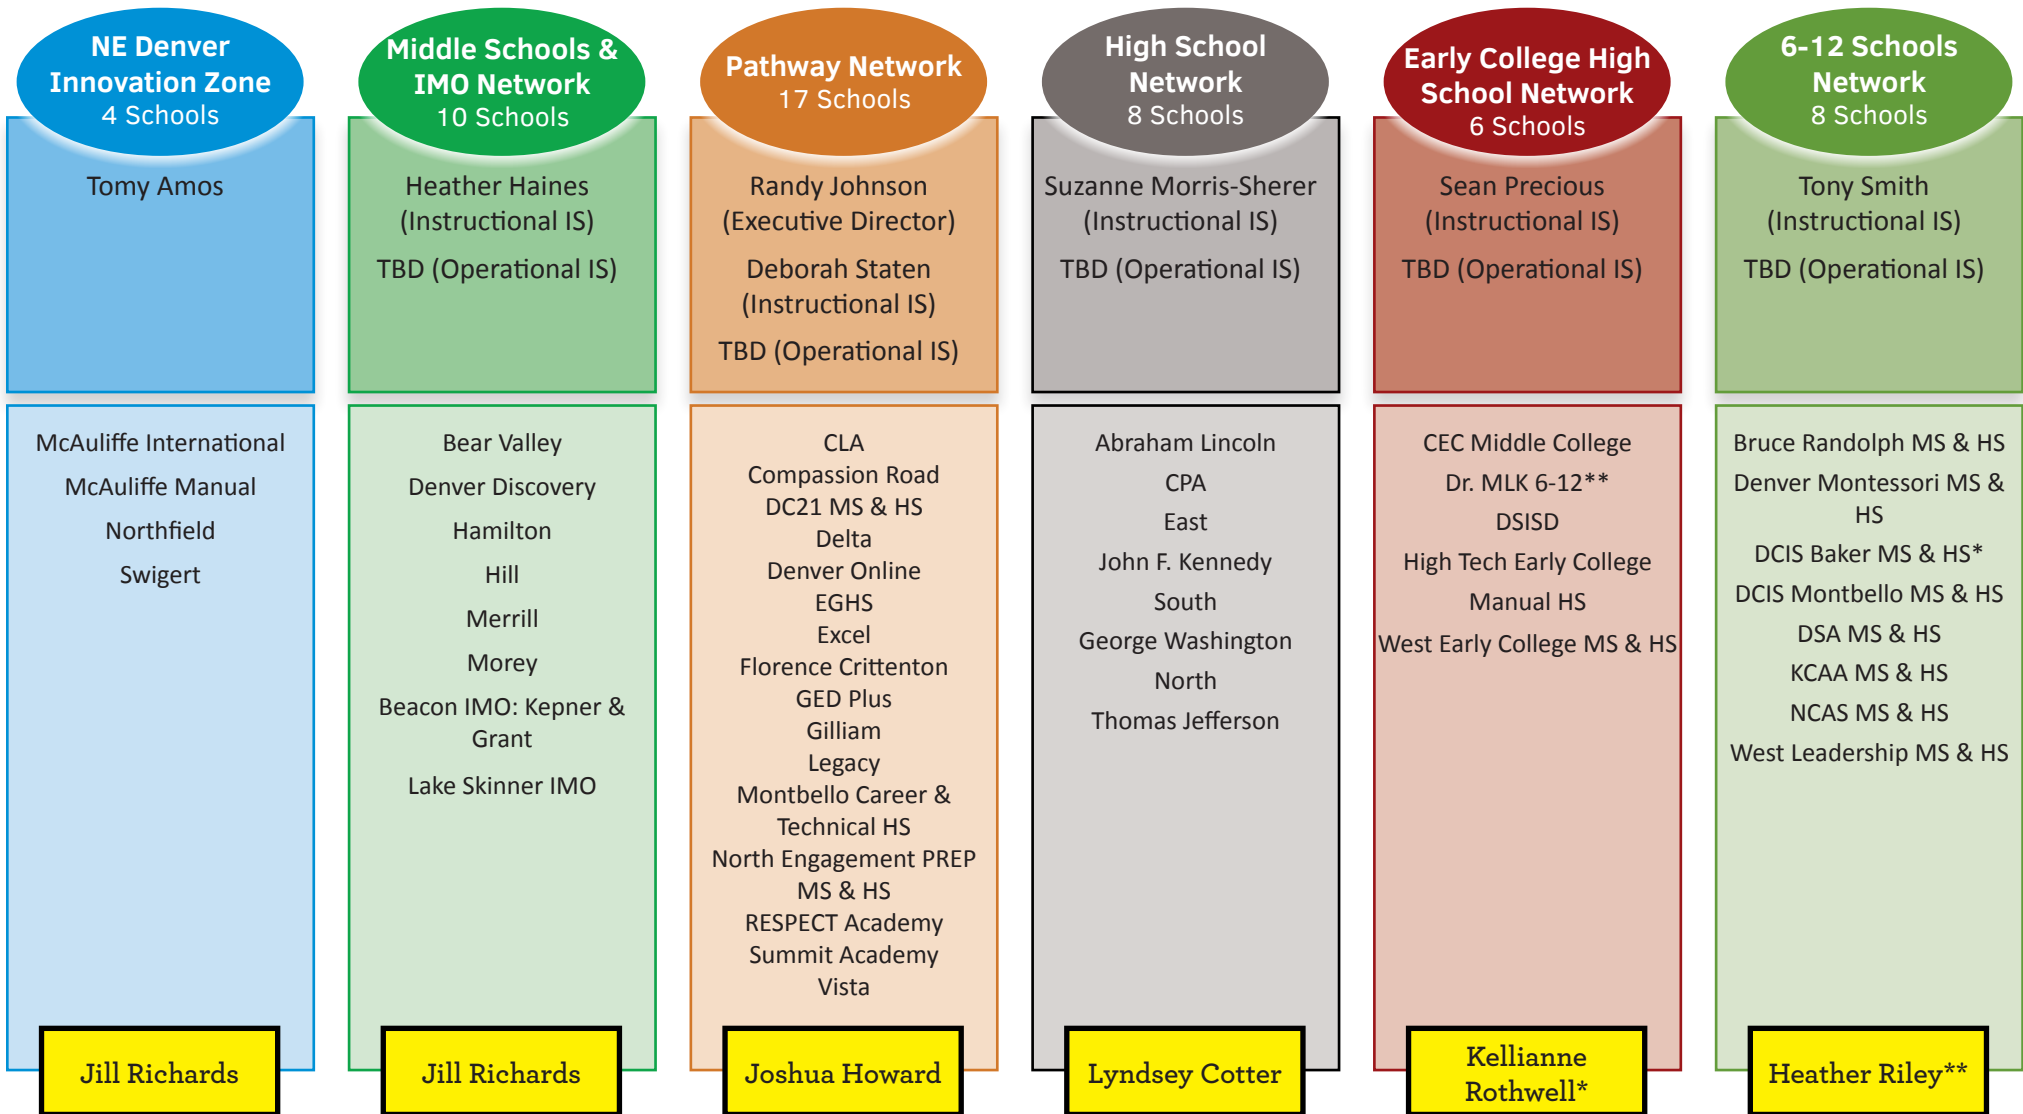 NE Denver
Innovation Zone
4 Schools
Tomy Amos
McAuliffe International
McAuliffe Manual
Northfield
Swigert
Jill Richards
Middle Schools &
IMO Network
10 Schools
Heather Haines
(Instructional IS)
TBD (Operational IS)
Bear Valley
Denver Discovery
Hamilton
Hill
Merrill
Morey
Beacon IMO: Kepner &
Grant
Lake Skinner IMO
Jill Richards
Pathway Network
17 Schools
Randy Johnson
(Executive Director)
Deborah Staten
(Instructional IS)
TBD (Operational IS)
CLA
Compassion Road
DC21 MS & HS
Delta
Denver Online
EGHS
Excel
Florence Crittenton
GED Plus
Gilliam
Legacy
Montbello Career &
Technical HS
North Engagement PREP
MS & HS
RESPECT Academy
Summit Academy
Vista
Joshua Howard
High School
Network
8 Schools
Suzanne Morris-Sherer
(Instructional IS)
TBD (Operational IS)
Abraham Lincoln
CPA
East
John F. Kennedy
South
George Washington
North
Thomas Jefferson
Lyndsey Cotter
Early College High
School Network
6 Schools
Sean Precious
(Instructional IS)
TBD (Operational IS)
CEC Middle College
Dr. MLK 6-12**
DSISD
High Tech Early College
Manual HS
West Early College MS & HS
Kellianne
Rothwell*
6-12 Schools
Network
8 Schools
Tony Smith
(Instructional IS)
TBD (Operational IS)
Bruce Randolph MS & HS
Denver Montessori MS &
HS
DCIS Baker MS & HS*
DCIS Montbello MS & HS
DSA MS & HS
KCAA MS & HS
NCAS MS & HS
West Leadership MS & HS
Heather Riley**